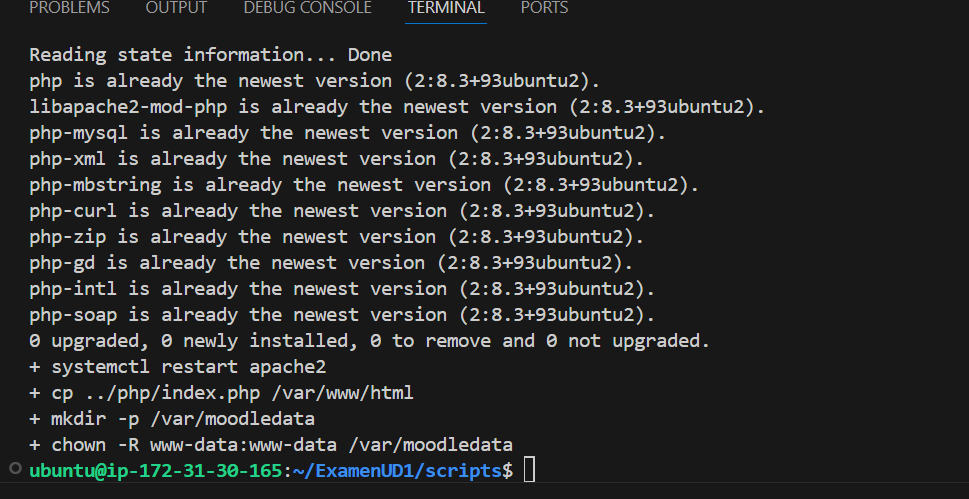 PROBLEMS OUTPUT DEBUG CONSOLE TERMINAL PORTS
Reading state information... Done
php is already the newest version (2:8.3+93ubuntu2).
libapache2-mod-php is already the newest version (2:8.3+93ubuntu2).
php-mysql is already the newest version (2:8.3+93ubuntu2).
php-xml is already the newest version (2:8.3+93ubuntu2).
php-mbstring is already the newest version (2:8.3+93ubuntu2).
php-curl is already the newest version (2:8.3+93ubuntu2).
php-zip is already the newest version (2:8.3+93ubuntu2).
php-gd is already the newest version (2:8.3+93ubuntu2).
php-intl is already the newest version (2:8.3+93ubuntu2).
php-soap is already the newest version (2:8.3+93ubuntu2).
0 upgraded, 0 newly installed, 0 to remove and 0 not upgraded.
+ systemctl restart apache2
+ cp ../php/index.php /var/www/html
+ mkdir -p /var/moodledata
+ chown -R www-data:www-data /var/moodledata
ubuntu@ip-172-31-30-165:~/ExamenUD1/scripts$